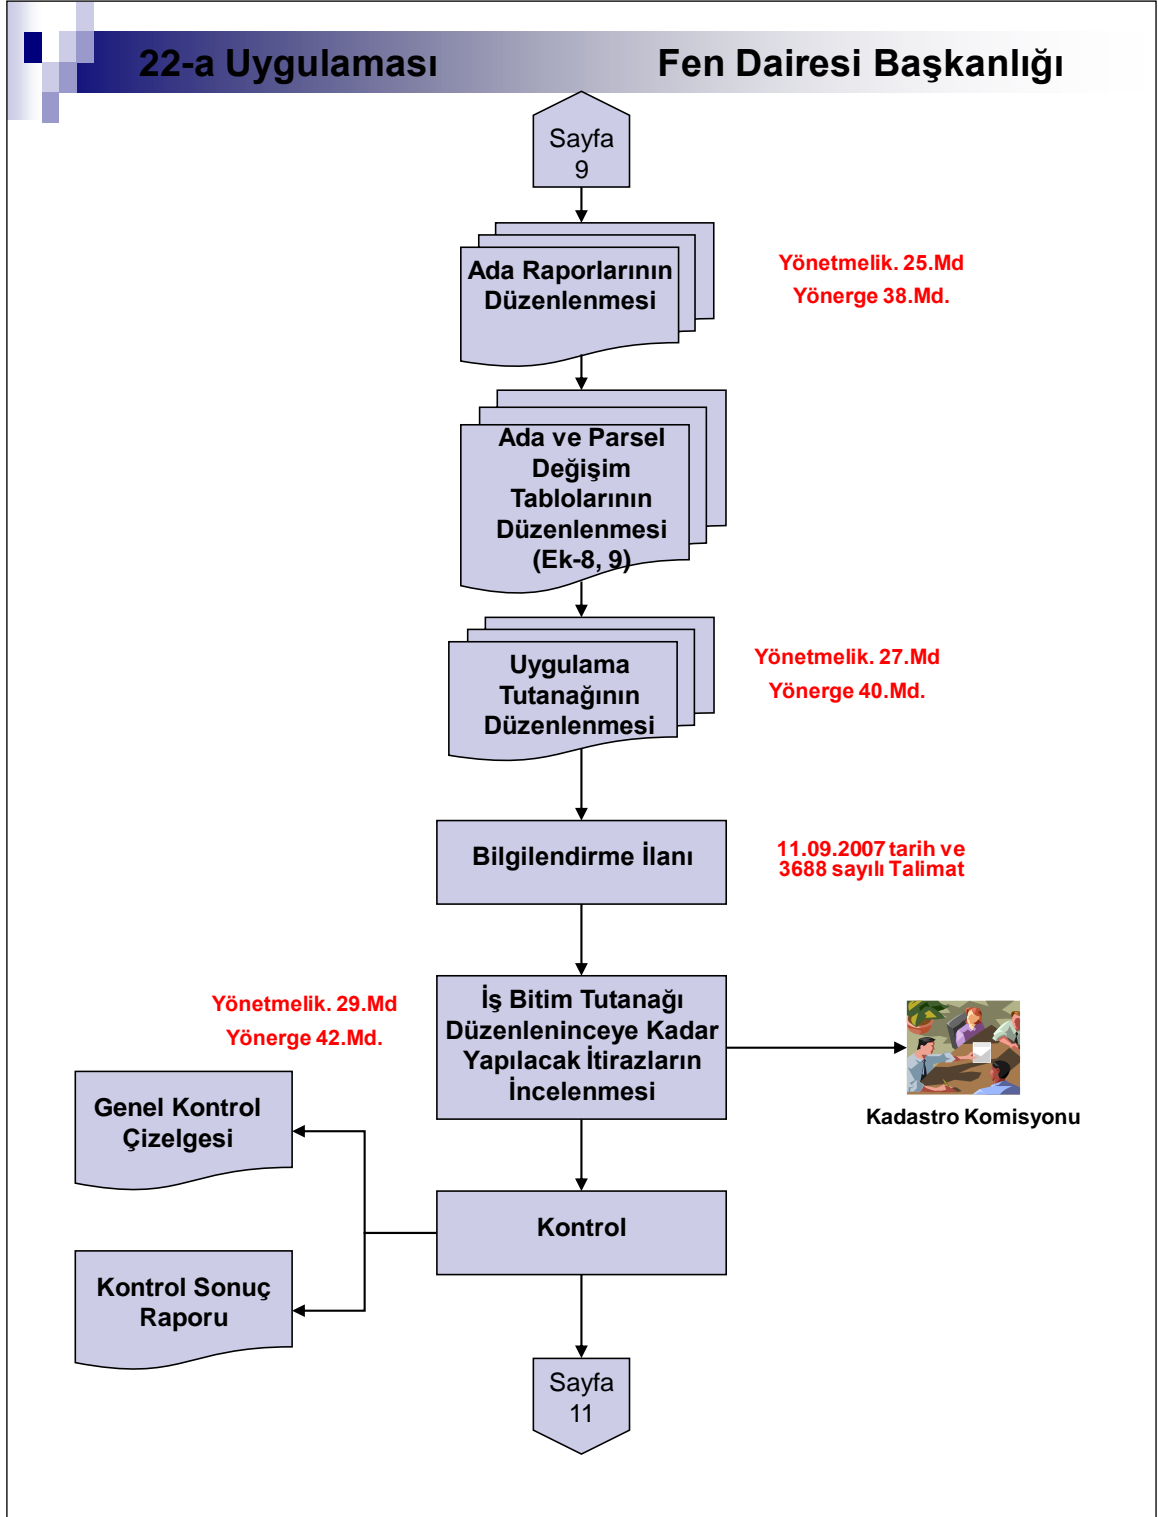 22-a Uygulaması Fen Dairesi Başkanlığı
Sayfa
9
Ada Raporlarının
Düzenlenmesi
Yönetmelik. 25.Md
Yönerge 38.Md.
Ada ve Parsel
Değişim
Tablolarının
Düzenlenmesi
(Ek-8, 9)
Uygulama
Tutanağının
Düzenlenmesi
Yönetmelik. 27.Md
Yönerge 40.Md.
Bilgilendirme İlanı
11.09.2007 tarih ve
3688 sayılı Talimat
Yönetmelik. 29.Md
Yönerge 42.Md.
İş Bitim Tutanağı
Düzenleninceye Kadar
Yapılacak İtirazların
İncelenmesi
Kadastro Komisyonu
Genel Kontrol
Çizelgesi
Kontrol
Kontrol Sonuç
Raporu
Sayfa
11